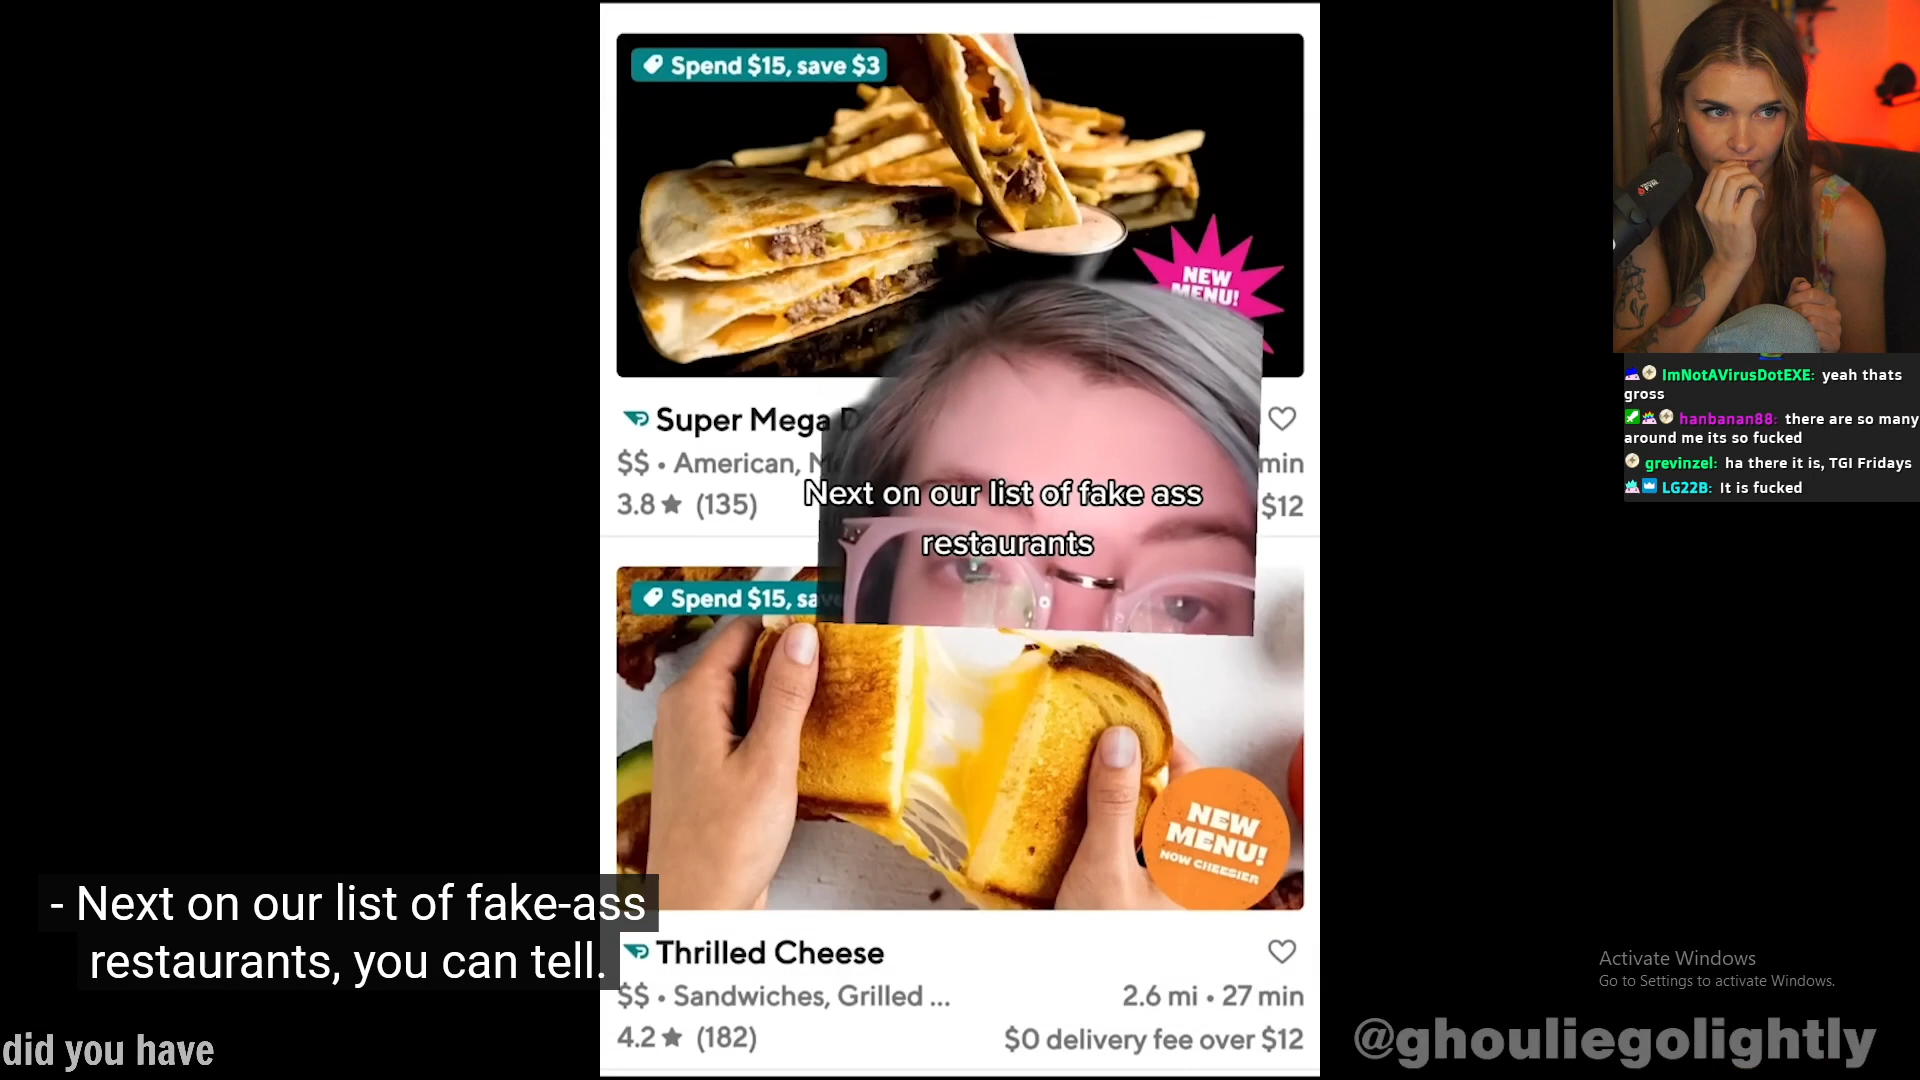 Spend $15, save $3
NEW
MENU!
Super Mega D
$$ • American, M
min
3.8 ★ (135)
$12
Next on our list of fake ass
restaurants
Spend $15, sav
NEW
MENU!
NOW CHEESIER
Thrilled Cheese
$$ • Sandwiches, Grilled ...
2.6 mi • 27 min
4.2 ★ (182)
$0 delivery fee over $12
- Next on our list of fake-ass
restaurants, you can tell.
did you have
ImNotAVirusDotEXE: yeah thats
gross
hanbanan88: there are so many
around me its so fucked
grevinzel: ha there it is, TGI Fridays
LG22B: It is fucked
Activate Windows
Go to Settings to activate Windows.
@ghouliegolightly